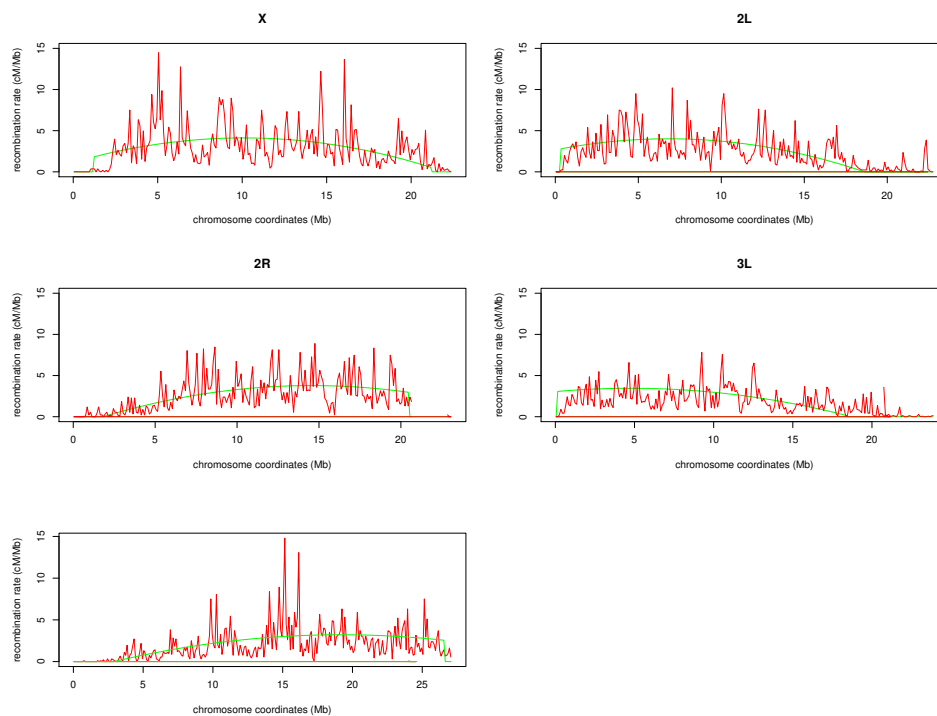 X
recombination rate (cM/Mb)
15
10
5
0
0 5 10 15 20
chromosome coordinates (Mb)
2L
recombination rate (cM/Mb)
15
10
5
0
0 5 10 15 20
chromosome coordinates (Mb)
2R
recombination rate (cM/Mb)
15
10
5
0
0 5 10 15 20
chromosome coordinates (Mb)
3L
recombination rate (cM/Mb)
15
10
5
0
0 5 10 15 20
chromosome coordinates (Mb)
recombination rate (cM/Mb)
15
10
5
0
0 5 10 15 20 25
chromosome coordinates (Mb)